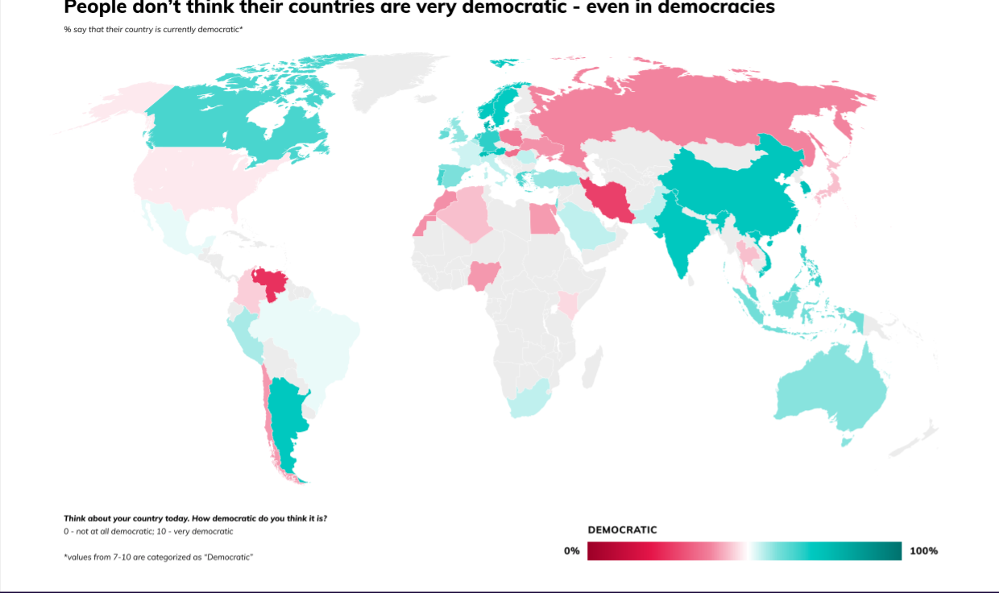 People don’t think their countries are very democratic - even in democracies
% say that their country is currently democratic*
Think about your country today. How democratic do you think it is?
0 - not at all democratic; 10 - very democratic
*values from 7-10 are categorized as “Democratic”
DEMOCRATIC
0%
100%